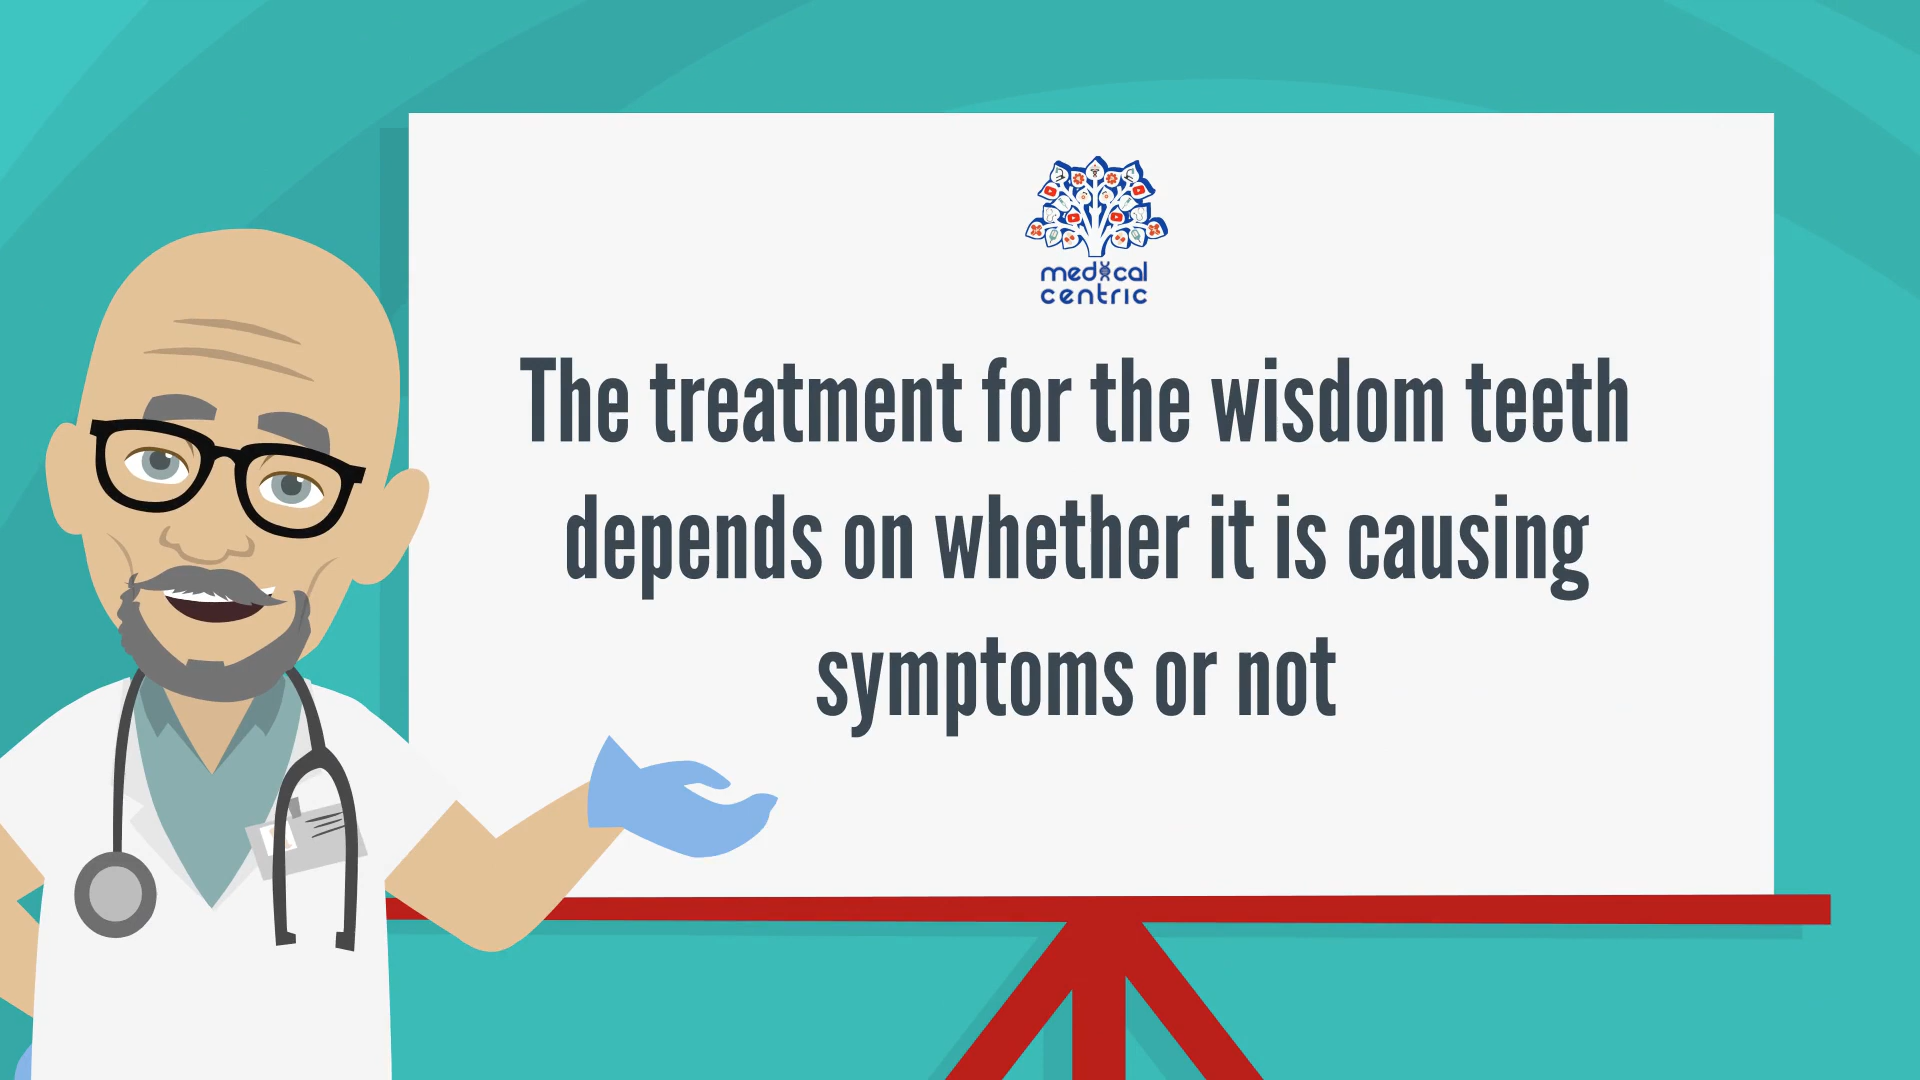 medical
centric
The treatment for the wisdom teeth
depends on whether it is causing
symptoms or not